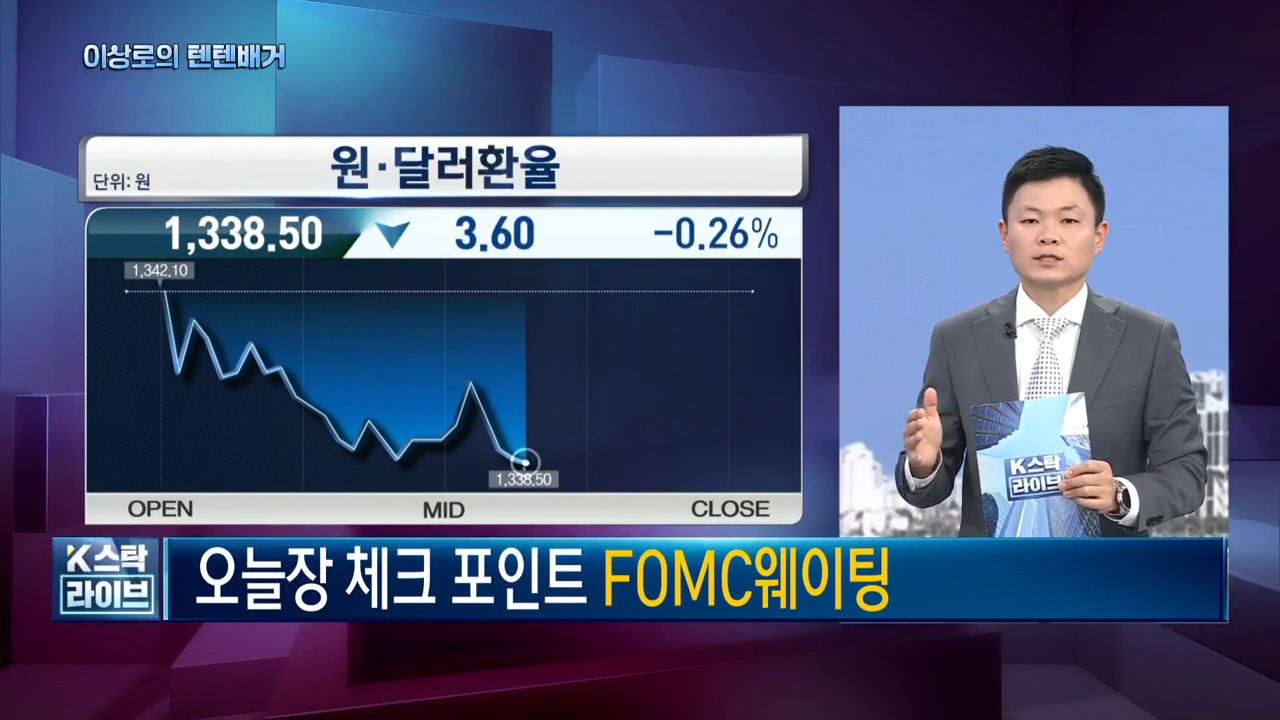 이상로의 텐텐배거
원·달러환율
단위: 원
1,338.50 ▼ 3.60 -0.26%
1,342.10
1,338.50
OPEN MID CLOSE
K스탁
라이브
K스탁
라이브
오늘장 체크 포인트 FOMC웨이팅